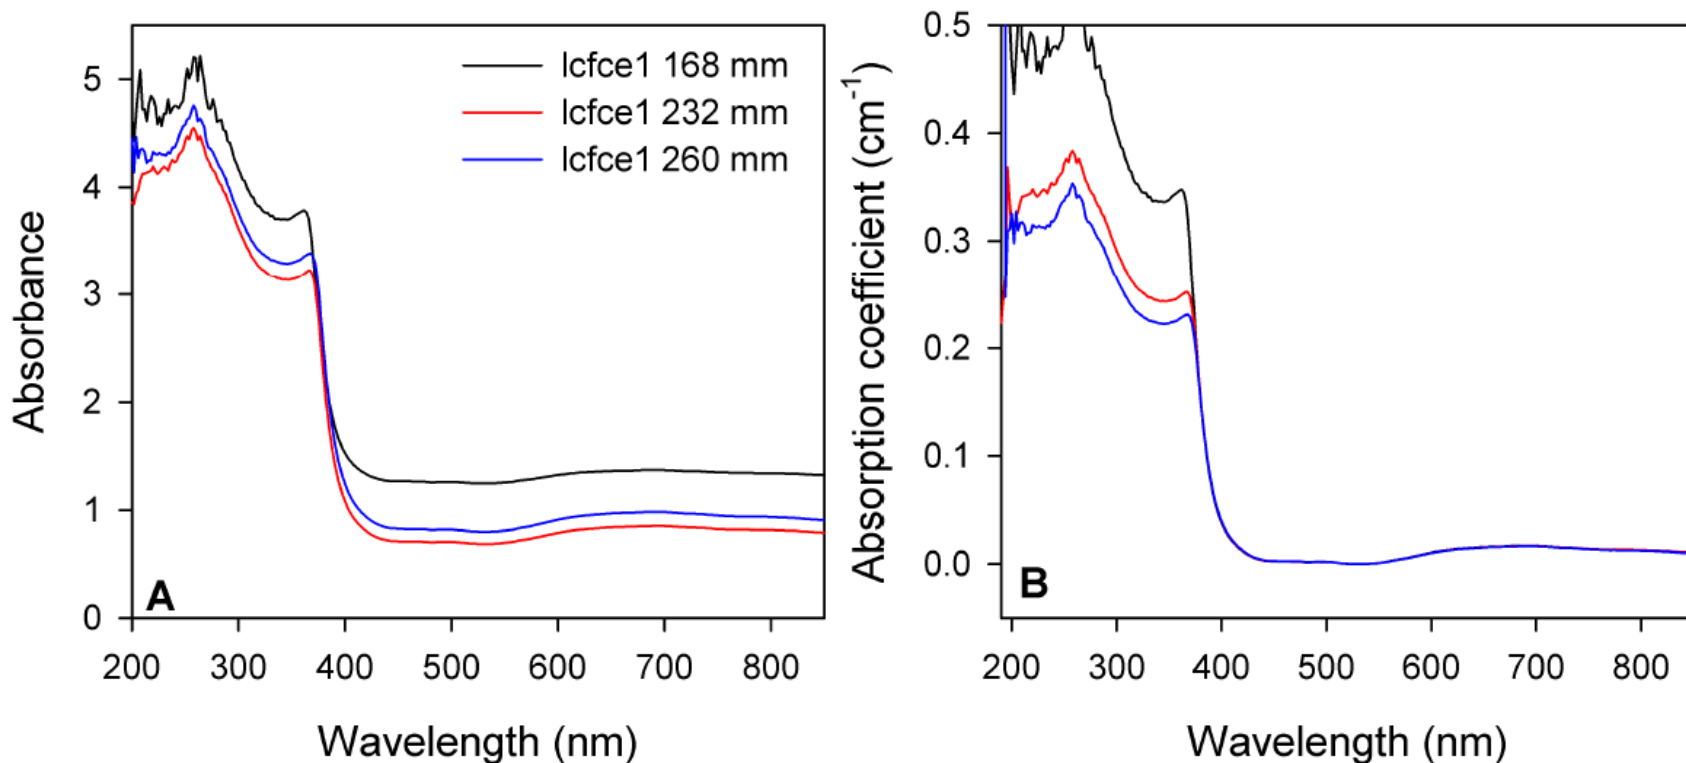 Absorbance
5
4
3
2
1
0
lcfce1 168 mm
lcfce1 232 mm
lcfce1 260 mm
A
200 300 400 500 600 700 800
Wavelength (nm)
Absorption coefficient (cm⁻¹)
0.5
0.4
0.3
0.2
0.1
0.0
B
200 300 400 500 600 700 800
Wavelength (nm)